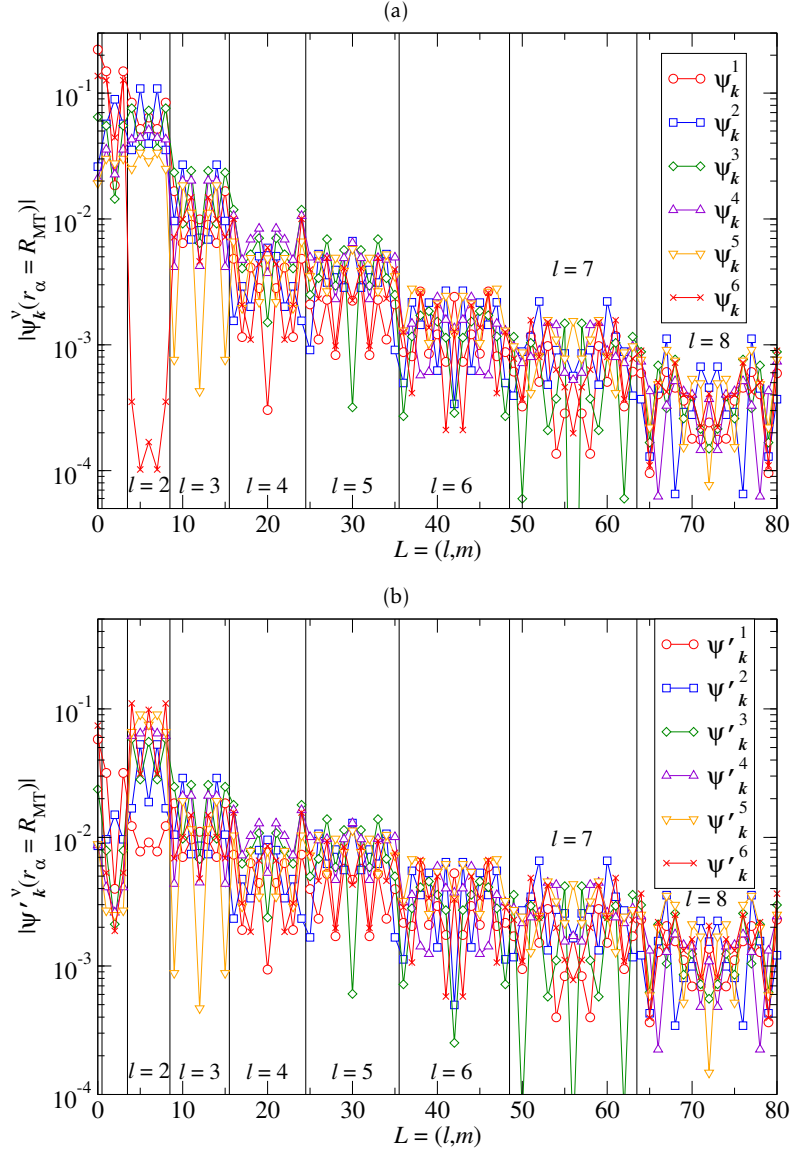 (a)
|ψ_k^ν(r_α = R_MT)|
10^-1
10^-2
10^-3
10^-4
ψ_k^1
ψ_k^2
ψ_k^3
ψ_k^4
ψ_k^5
ψ_k^6
l = 7
l = 8
l = 2
l = 3
l = 4
l = 5
l = 6
0 10 20 30 40 50 60 70 80
L = (l,m)
(b)
|ψ'_k^ν(r_α = R_MT)|
10^-1
10^-2
10^-3
10^-4
ψ'_k^1
ψ'_k^2
ψ'_k^3
ψ'_k^4
ψ'_k^5
ψ'_k^6
l = 7
l = 8
l = 2
l = 3
l = 4
l = 5
l = 6
0 10 20 30 40 50 60 70 80
L = (l,m)